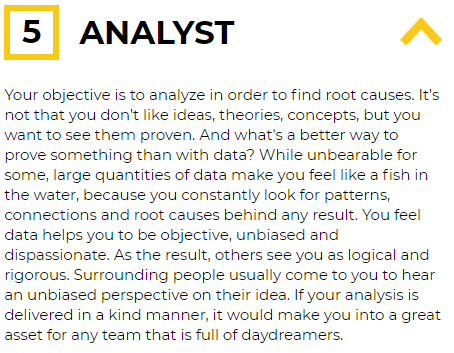 5 ANALYST
Your objective is to analyze in order to find root causes. It's
not that you don't like ideas, theories, concepts, but you
want to see them proven. And what's a better way to
prove something than with data? While unbearable for
some, large quantities of data make you feel like a fish in
the water, because you constantly look for patterns,
connections and root causes behind any result. You feel
data helps you to be objective, unbiased and
dispassionate. As the result, others see you as logical and
rigorous. Surrounding people usually come to you to hear
an unbiased perspective on their idea. If your analysis is
delivered in a kind manner, it would make you into a great
asset for any team that is full of daydreamers.